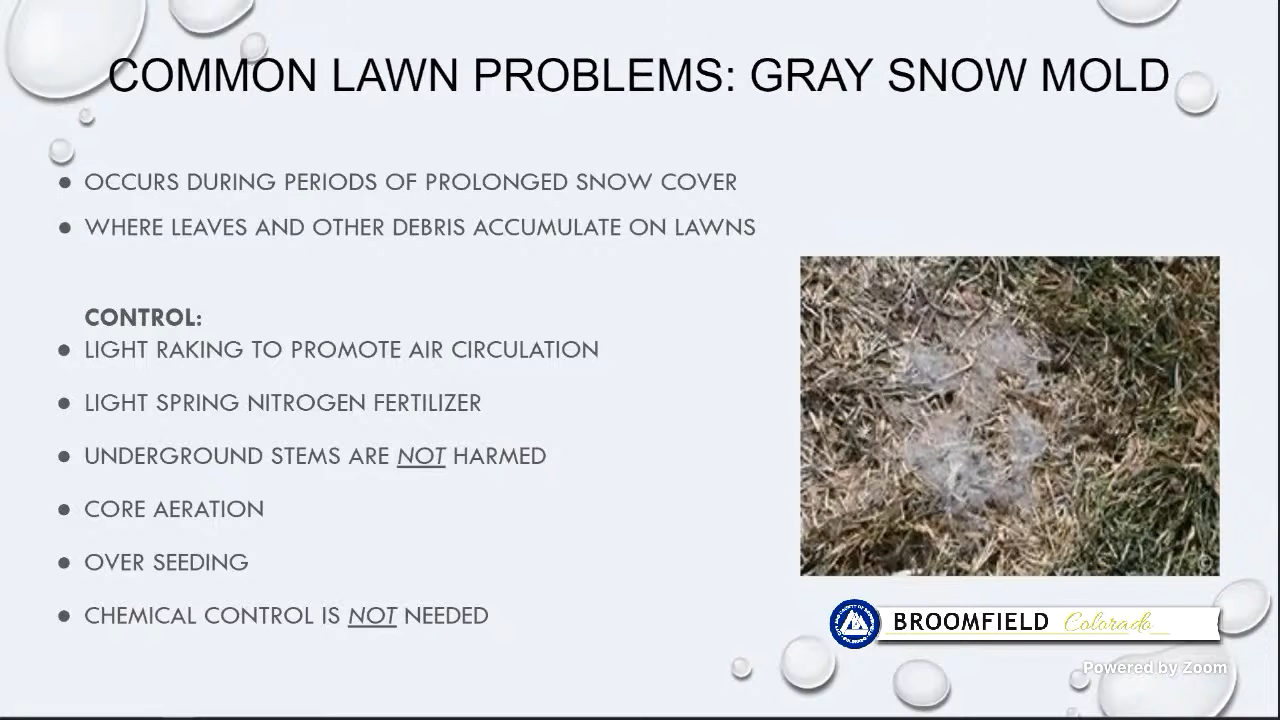 COMMON LAWN PROBLEMS: GRAY SNOW MOLD
• OCCURS DURING PERIODS OF PROLONGED SNOW COVER
• WHERE LEAVES AND OTHER DEBRIS ACCUMULATE ON LAWNS
CONTROL:
• LIGHT RAKING TO PROMOTE AIR CIRCULATION
• LIGHT SPRING NITROGEN FERTILIZER
• UNDERGROUND STEMS ARE NOT HARMED
• CORE AERATION
• OVER SEEDING
• CHEMICAL CONTROL IS NOT NEEDED
©
BROOMFIELD Colorado
Powered by Zoom